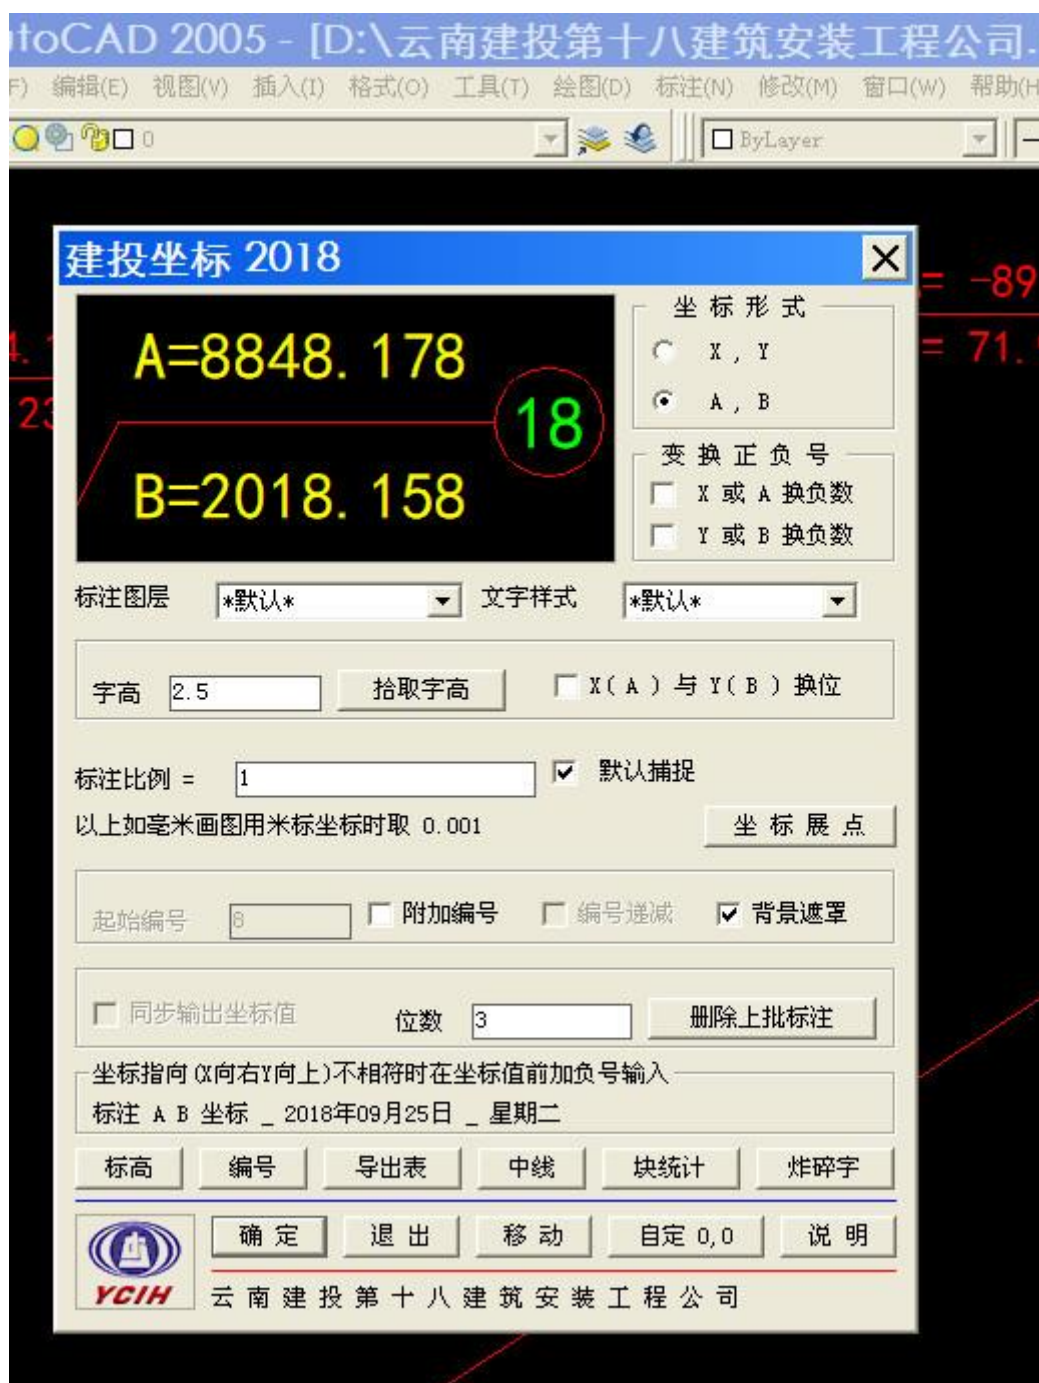 toCAD 2005 - [D:\云南建投第十八建筑安装工程公司.
F) 编辑(E) 视图(V) 插入(I) 格式(O) 工具(T) 绘图(D) 标注(N) 修改(M) 窗口(W) 帮助(H
0 ByLayer
建投坐标 2018
= -89
= 71.
4.
23
A=8848.178
18
B=2018.158
坐标形式
X, Y
A, B
变换正负号
X 或 A 换负数
Y 或 B 换负数
标注图层 *默认* 文字样式 *默认*
字高 2.5 拾取字高 X(A)与Y(B)换位
标注比例 = 1 默认捕捉
以上如毫米画图用米标坐标时取 0.001 坐标展点
起始编号 8 附加编号 编号递减 背景遮罩
同步输出坐标值 位数 3 删除上批标注
坐标指向(X向右Y向上)不相符时在坐标值前加负号输入
标注 A B 坐标 _ 2018年09月25日 _ 星期二
标高 编号 导出表 中线 块统计 炸碎字
确定 退出 移动 自定 0,0 说明
YCIH 云南建投第十八建筑安装工程公司